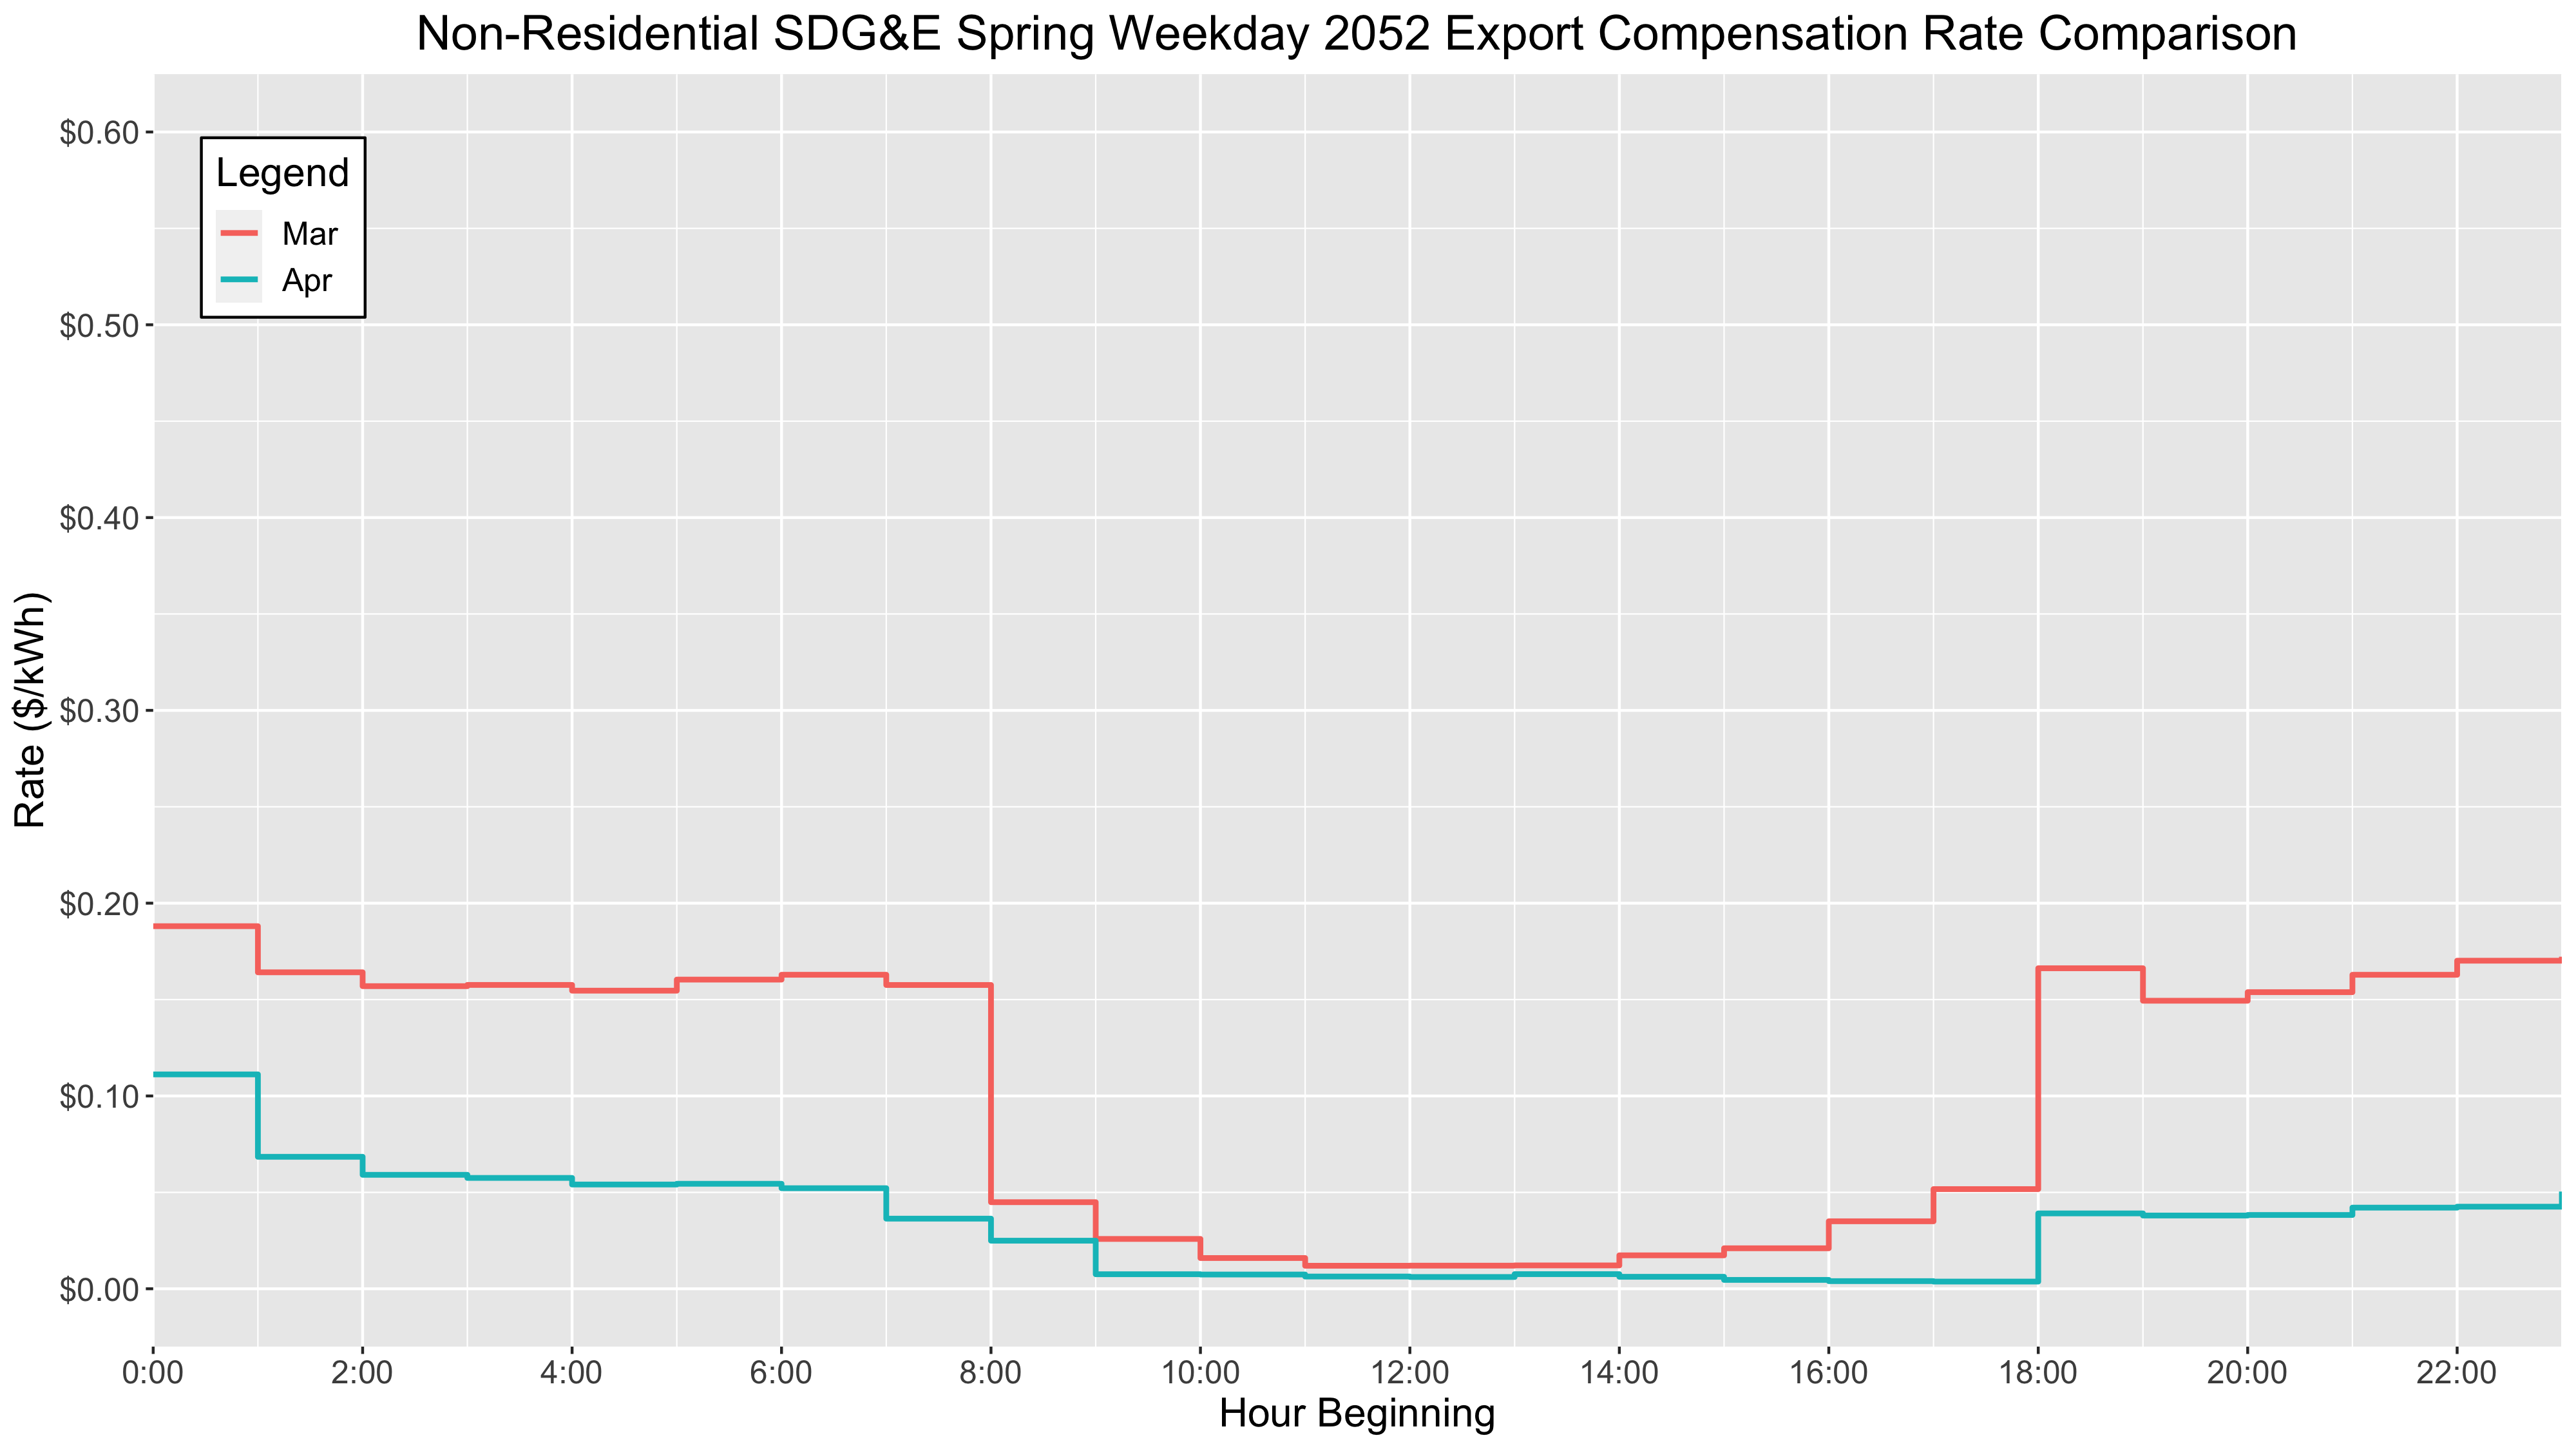 Non-Residential SDG&E Spring Weekday 2052 Export Compensation Rate Comparison
$0.60
Legend
Mar
Apr
$0.50
$0.40
$0.30
$0.20
$0.10
$0.00
Rate ($/kWh)
0:00 2:00 4:00 6:00 8:00 10:00 12:00 14:00 16:00 18:00 20:00 22:00
Hour Beginning